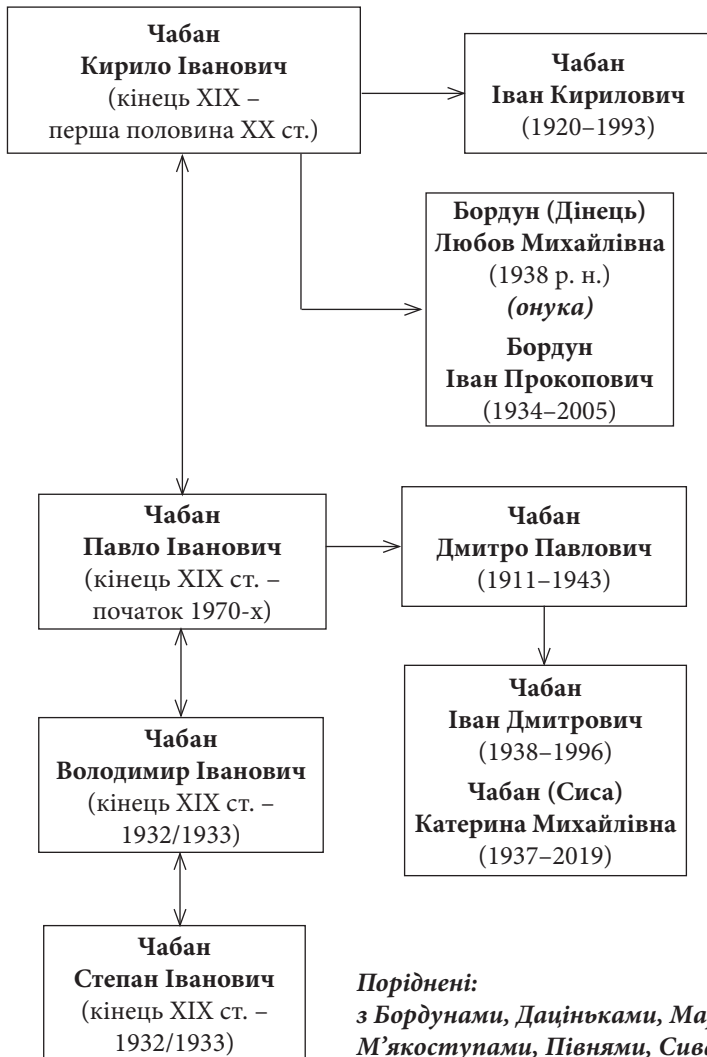 Чабан
Кирило Іванович
(кінець XIX –
перша половина XX ст.)
Чабан
Іван Кирилович
(1920–1993)
Бордун (Дінець)
Любов Михайлівна
(1938 р. н.)
(онука)
Бордун
Іван Прокопович
(1934–2005)
Чабан
Павло Іванович
(кінець XIX ст. –
початок 1970-х)
Чабан
Дмитро Павлович
(1911–1943)
Чабан
Іван Дмитрович
(1938–1996)
Чабан (Сиса)
Катерина Михайлівна
(1937–2019)
Чабан
Володимир Іванович
(кінець XIX ст. –
1932/1933)
Чабан
Степан Іванович
(кінець XIX ст. –
1932/1933)
Поріднені:
з Бордунами, Даціньками,
М'якоступами, Півнями,